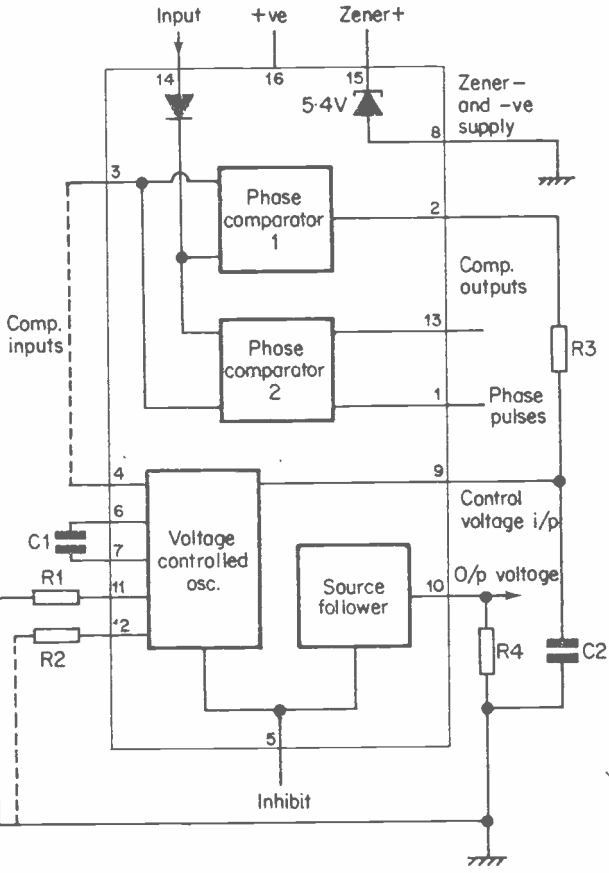 Input
+ve
Zener+
14
16
15
5·4V
Zener−
and −ve
supply
8
3
Phase
comparator
1
2
Comp.
outputs
Comp.
inputs
Phase
comparator
2
13
R3
1
Phase
pulses
4
9
Control
voltage i/p
6
C1
7
Voltage
controlled
osc.
Source
follower
10
O/p voltage
R1
11
12
R2
R4
C2
5
Inhibit